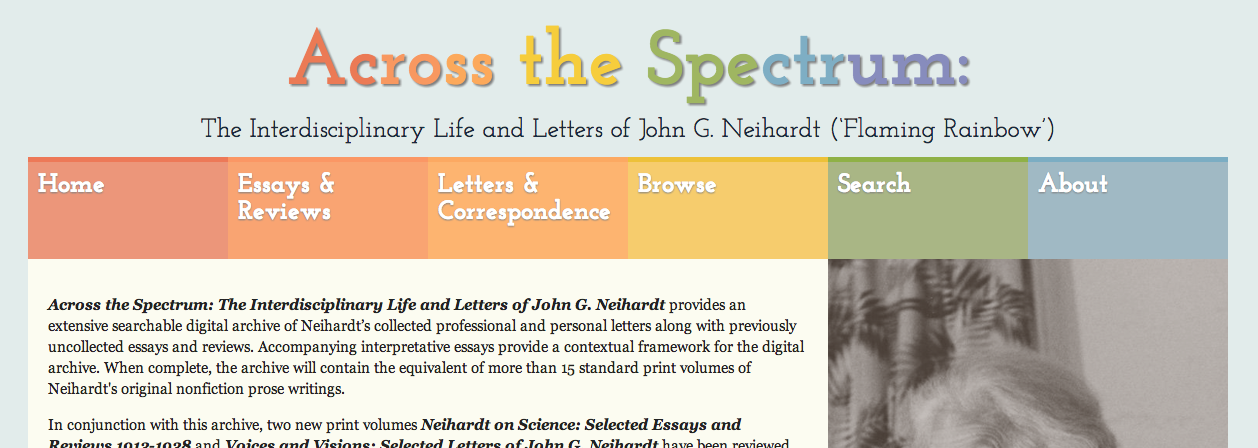 Across the Spectrum:
The Interdisciplinary Life and Letters of John G. Neihardt (‘Flaming Rainbow’)
Home
Essays &
Reviews
Letters &
Correspondence
Browse
Search
About
Across the Spectrum: The Interdisciplinary Life and Letters of John G. Neihardt provides an
extensive searchable digital archive of Neihardt's collected professional and personal letters along with previously
uncollected essays and reviews. Accompanying interpretative essays provide a contextual framework for the digital
archive. When complete, the archive will contain the equivalent of more than 15 standard print volumes of
Neihardt's original nonfiction prose writings.
In conjunction with this archive, two new print volumes Neihardt on Science: Selected Essays and
Reviews 1912-1928 and Voices and Visions: Selected Letters of John G. Neihardt have been reviewed